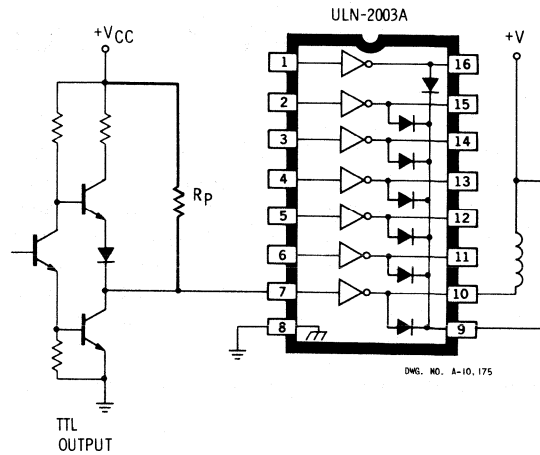 ULN-2003A
+VCC
+V
1
16
2
15
3
14
4
13
5
12
6
11
7
10
8
9
RP
DWG. NO. A-10,175
TTL
OUTPUT